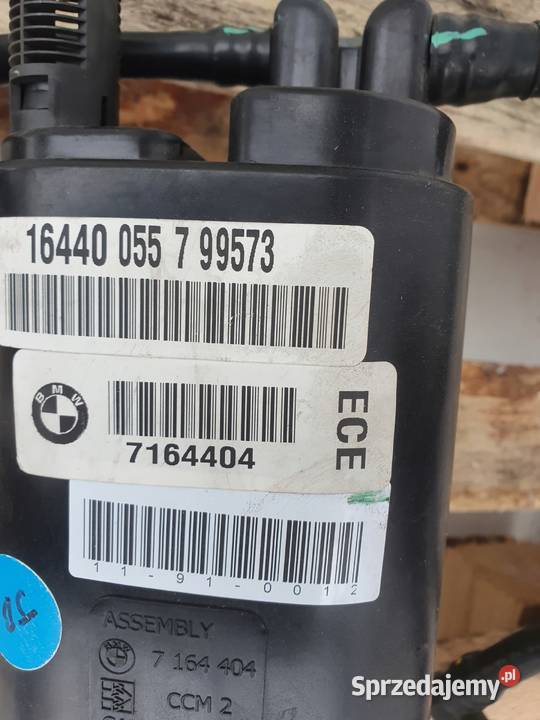 16440 055 7 99573
BMW
7164404
ECE
11-91-0012
ASSEMBLY
7 164 404
CCM 2
Sprzedajemy.pl